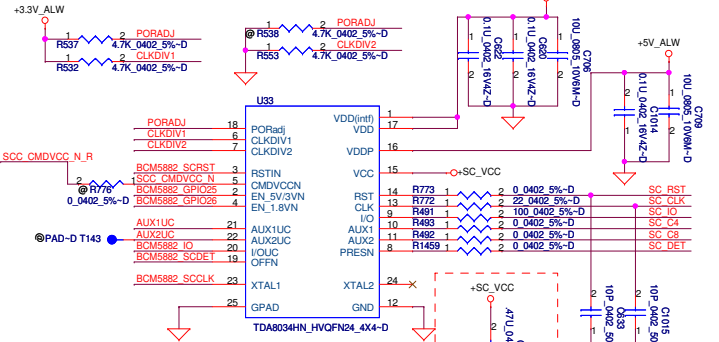 +3.3V_ALW
PORADJ
R537 1 2 4.7K_0402_5%~D
CLKDIV1
R532 1 2 4.7K_0402_5%~D
PORADJ
@ R538 1 2 4.7K_0402_5%~D
CLKDIV2
R553 1 2 4.7K_0402_5%~D
C622
0.1U_0402_16V4Z~D
C620
0.1U_0402_16V4Z~D
C706
10U_0805_10V6M~D
+5V_ALW
C1014
0.1U_0402_16V4Z~D
C709
10U_0805_10V6M~D
U33
PORADJ 18 PORadj
CLKDIV1 6 CLKDIV1
CLKDIV2 7 CLKDIV2
SCC_CMDVCC_N_R
BCM5882_SCRST 3 RSTIN
1 2 SCC_CMDVCC_N 5 CMDVCCN
@ R776
0_0402_5%~D
BCM5882_GPIO25 2 EN_5V/3VN
BCM5882_GPIO26 4 EN_1.8VN
AUX1UC 21 AUX1UC
@PAD~D T143
AUX2UC 22 AUX2UC
BCM5882_IO 20 I/OUC
BCM5882_SCDET 19 OFFN
BCM5882_SCCLK 23 XTAL1
25 GPAD
VDD(intf) 1
VDD 17
VDDP 16
VCC 15 +SC_VCC
RST 14 R773 1 2 0_0402_5%~D SC_RST
CLK 13 R772 1 2 22_0402_5%~D SC_CLK
I/O 9 R491 1 2 100_0402_5%~D SC_IO
AUX1 10 R493 1 2 0_0402_5%~D SC_C4
AUX2 11 R492 1 2 0_0402_5%~D SC_C8
PRESN 8 R1459 1 2 0_0402_5%~D SC_DET
XTAL2 24
GND 12
TDA8034HN_HVQFN24_4X4~D
+SC_VCC
2
10P_0402_50
C633
2
1
10P_0402_50
C1015
2
1